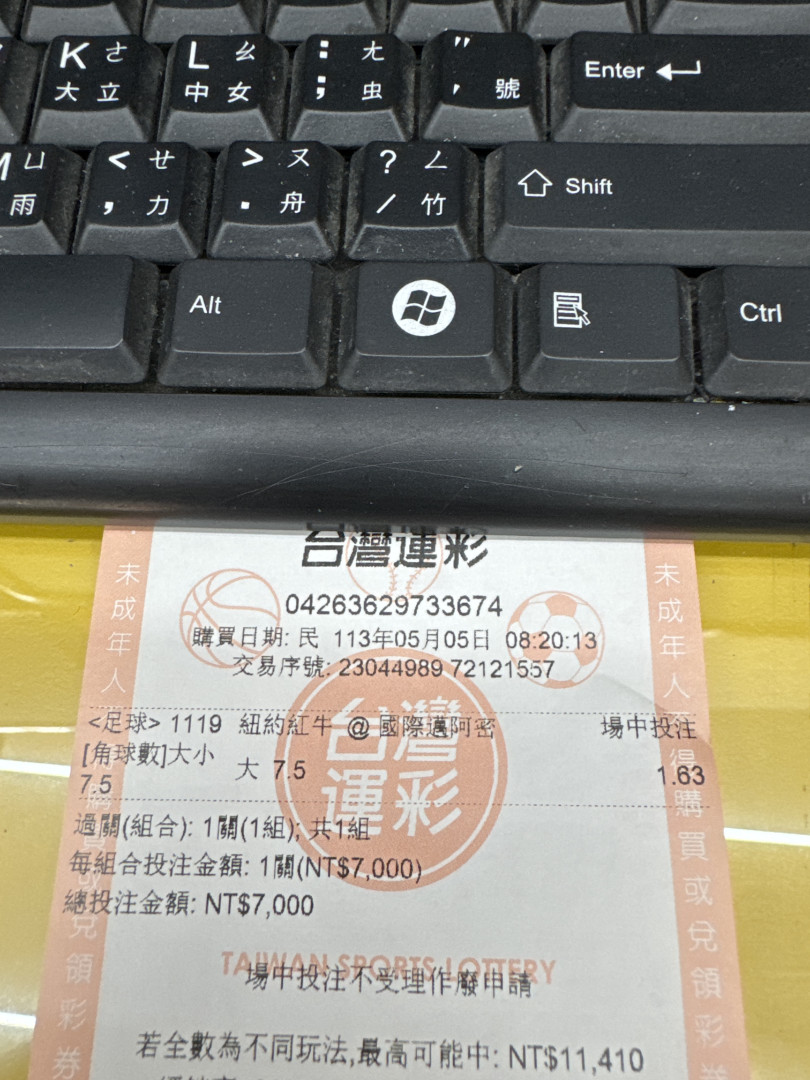 K ㄜ L ㄠ : ㄤ "
大 立 中 女 ; 虫 ' 號 Enter
M ㄩ < ㄝ > ㄡ ? ㄥ
雨 , 力 . 舟 / 竹 Shift
Alt Ctrl
台灣運彩
04263629733674
購買日期: 民 113年05月05日 08:20:13
交易序號: 23044989 72121557
<足球> 1119 紐約紅牛 @ 國際邁阿密 場中投注
[角球數]大小 大 7.5 1.63
7.5
台灣
運彩
過關(組合): 1關(1組); 共1組
每組合投注金額: 1關(NT$7,000)
總投注金額: NT$7,000
TAIWAN SPORTS LOTTERY
場中投注不受理作廢申請
若全數為不同玩法,最高可能中: NT$11,410
未成年人
領彩券
未成年人
得購買或兌領彩券